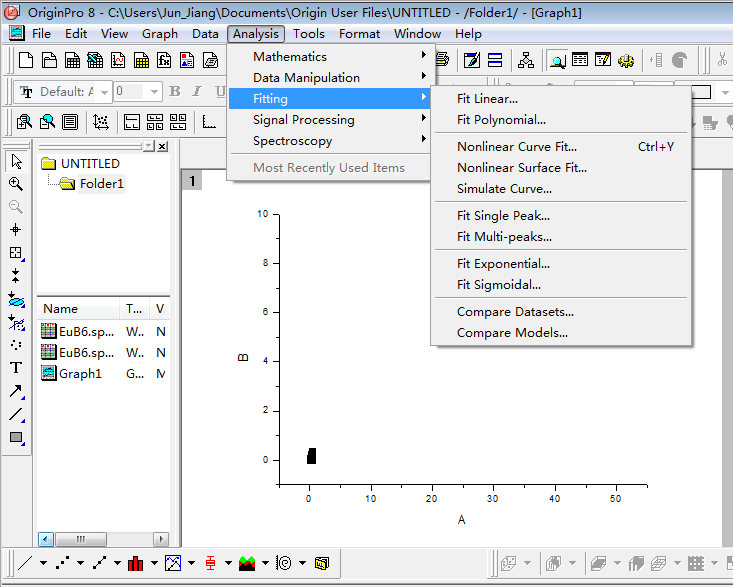 OriginPro 8 - C:\Users\Jun_Jiang\Documents\Origin User Files\UNTITLED - /Folder1/ - [Graph1]
File Edit View Graph Data Analysis Tools Format Window Help
Mathematics
Data Manipulation
Fitting
Signal Processing
Spectroscopy
Most Recently Used Items
Fit Linear...
Fit Polynomial...
Nonlinear Curve Fit... Ctrl+Y
Nonlinear Surface Fit...
Simulate Curve...
Fit Single Peak...
Fit Multi-peaks...
Fit Exponential...
Fit Sigmoidal...
Compare Datasets...
Compare Models...
Default: A 0 B I U
UNTITLED
Folder1
Name T... V
EuB6.sp... W.. N
EuB6.sp... W.. N
Graph1 G... M
T
1
10
8
6
4
2
0
B
0 10 20 30 40 50
A